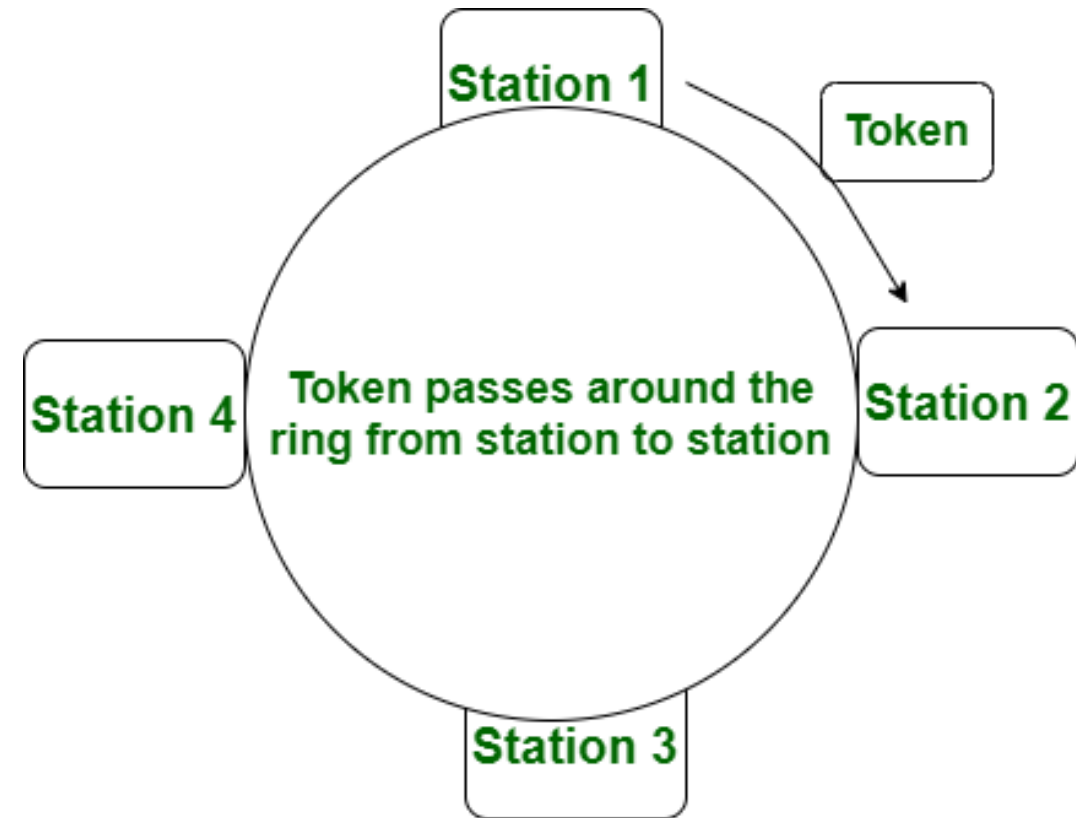 Station 1
Token
Station 4
Token passes around the
ring from station to station
Station 2
Station 3